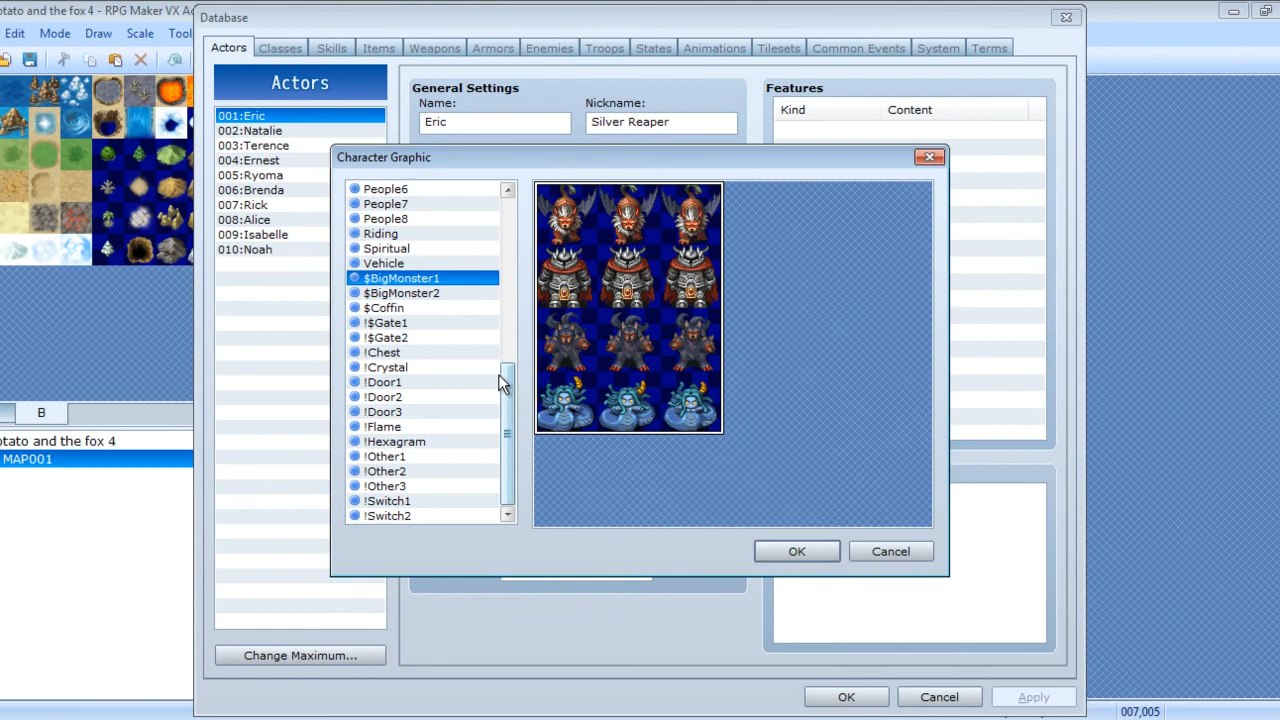 otato and the fox 4 - RPG Maker VX Ac
Database
Edit Mode Draw Scale Tool
Actors Classes Skills Items Weapons Armors Enemies Troops States Animations Tilesets Common Events System Terms
Actors
General Settings
Features
Name: Nickname:
Kind Content
Eric Silver Reaper
001:Eric
002:Natalie
003:Terence
004:Ernest
005:Ryoma
006:Brenda
007:Rick
008:Alice
009:Isabelle
010:Noah
Character Graphic
People6
People7
People8
Riding
Spiritual
Vehicle
$BigMonster1
$BigMonster2
$Coffin
!$Gate1
!$Gate2
!Chest
!Crystal
!Door1
!Door2
!Door3
!Flame
!Hexagram
!Other1
!Other2
!Other3
!Switch1
!Switch2
OK Cancel
B
otato and the fox 4
MAP001
Change Maximum...
OK Cancel Apply
007,005